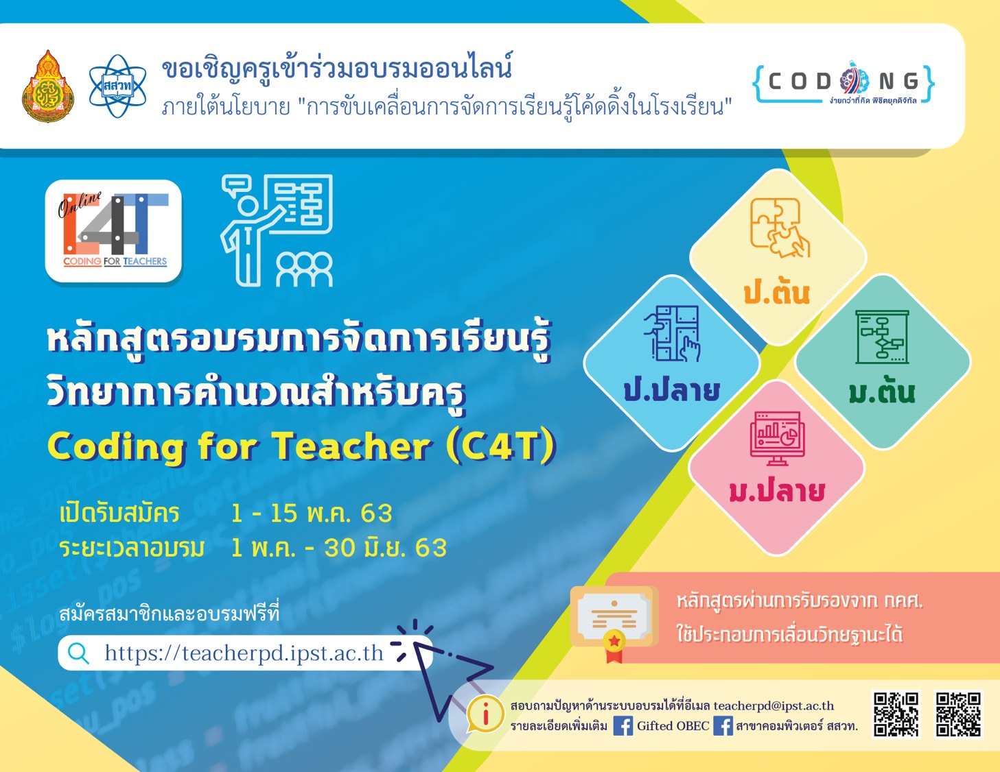 ขอเชิญครูเข้าร่วมอบรมออนไลน์
ภายใต้นโยบาย "การขับเคลื่อนการจัดการเรียนรู้โค้ดดิ้งในโรงเรียน"
สสวท
{CODING}
ง่ายกว่าที่คิด พิชิตยุคดิจิทัล
Online
C4T
CODING FOR TEACHERS
หลักสูตรอบรมการจัดการเรียนรู้
วิทยาการคำนวณสำหรับครู
Coding for Teacher (C4T)
ป.ต้น
ป.ปลาย
ม.ต้น
ม.ปลาย
เปิดรับสมัคร 1 - 15 พ.ค. 63
ระยะเวลาอบรม 1 พ.ค. - 30 มิ.ย. 63
สมัครสมาชิกและอบรมฟรีที่
https://teacherpd.ipst.ac.th
หลักสูตรผ่านการรับรองจาก กคศ.
ใช้ประกอบการเลื่อนวิทยฐานะได้
สอบถามปัญหาด้านระบบอบรมได้ที่อีเมล teacherpd@ipst.ac.th
รายละเอียดเพิ่มเติม Gifted OBEC สาขาคอมพิวเตอร์ สสวท.